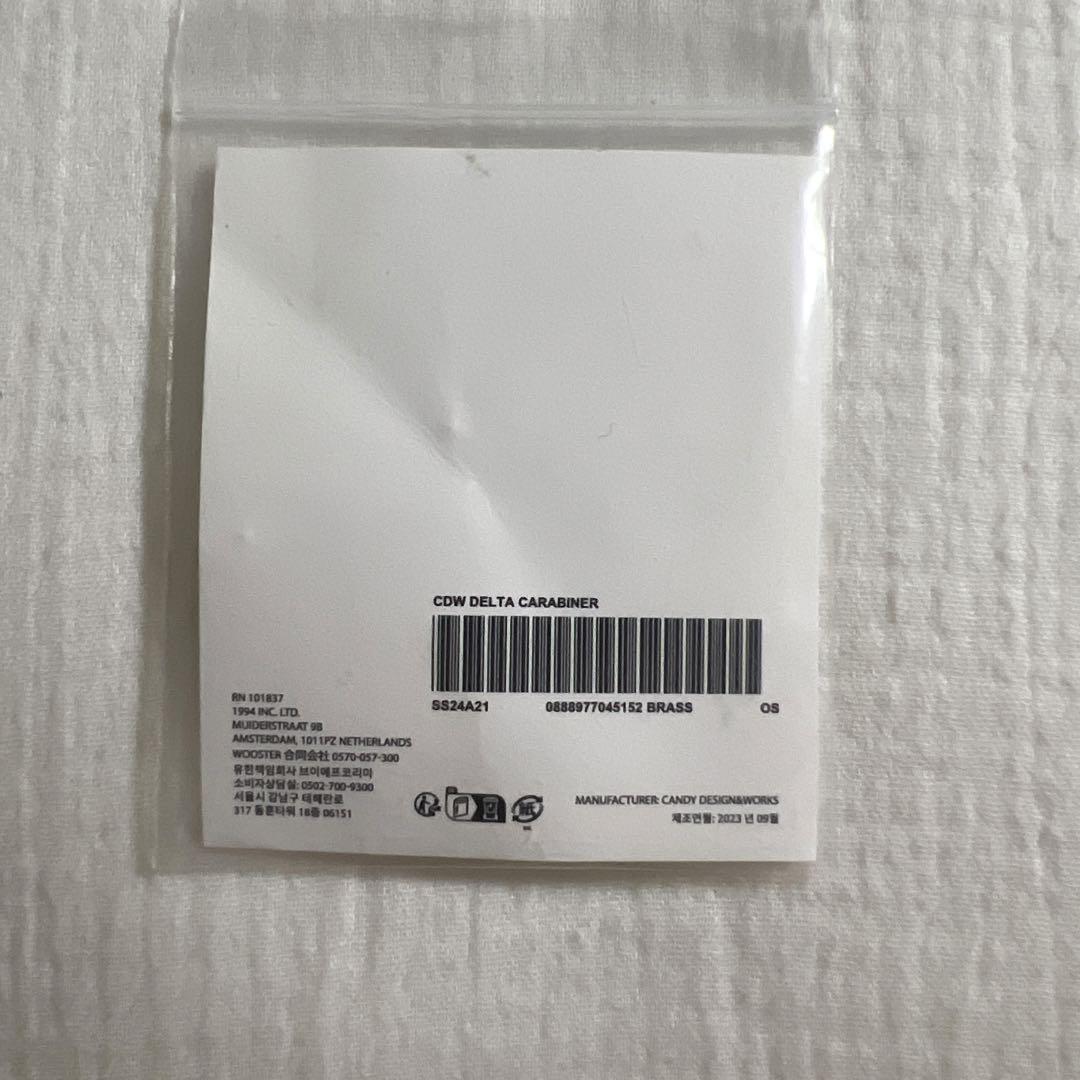 CDW DELTA CARABINER
SS24A21 0888977045152 BRASS OS
RN 101837
1994 INC. LTD.
MUIDERSTRAAT 9B
AMSTERDAM, 1011PZ NETHERLANDS
WOOSTER 合同会社 0570-057-300
유한책임회사 브이에프코리아
소비자상담실: 0502-700-9300
서울시 강남구 테헤란로
317 동훈타워 18층 06151
紙
MANUFACTURER: CANDY DESIGN&WORKS
제조연월: 2023 년 09월